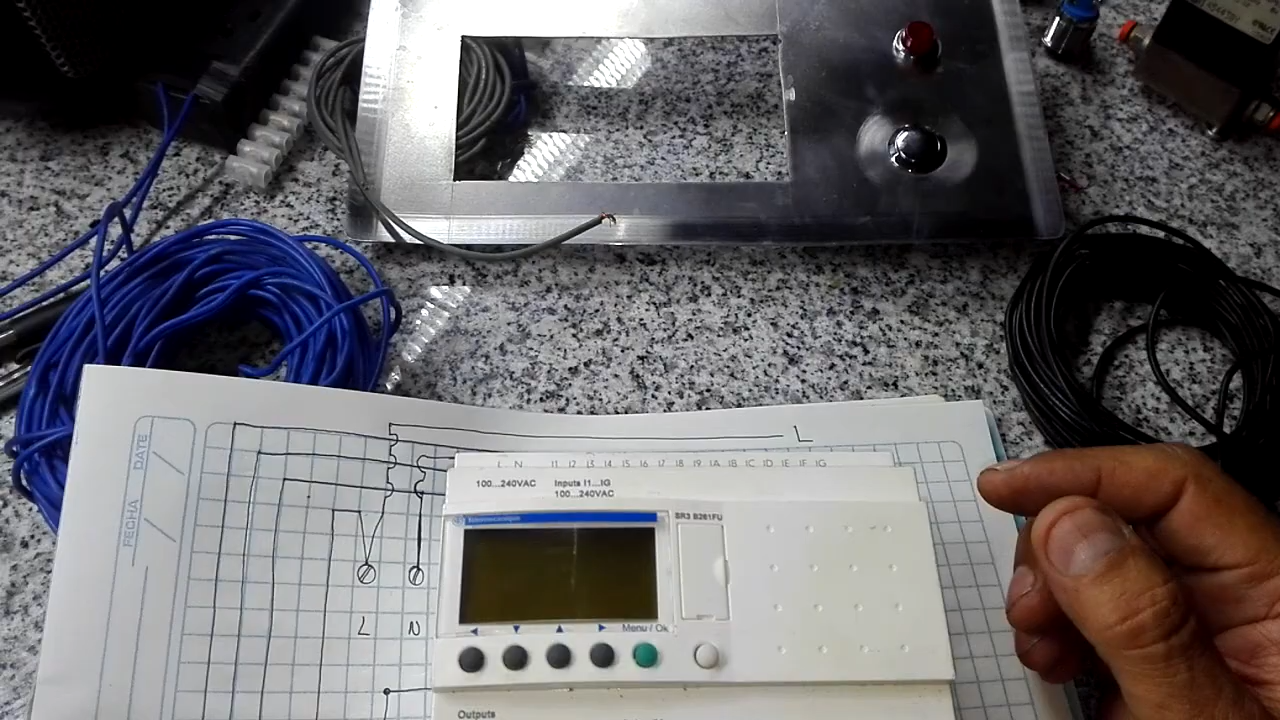 L
DATE
FECHA
L N I1 I2 I3 I4 I5 I6 I7 I8 I9 IA IB IC ID IE IF IG
100...240VAC
Inputs I1...IG
100...240VAC
Telemecanique
SR3 B261FU
Menu / Ok
L N
Outputs